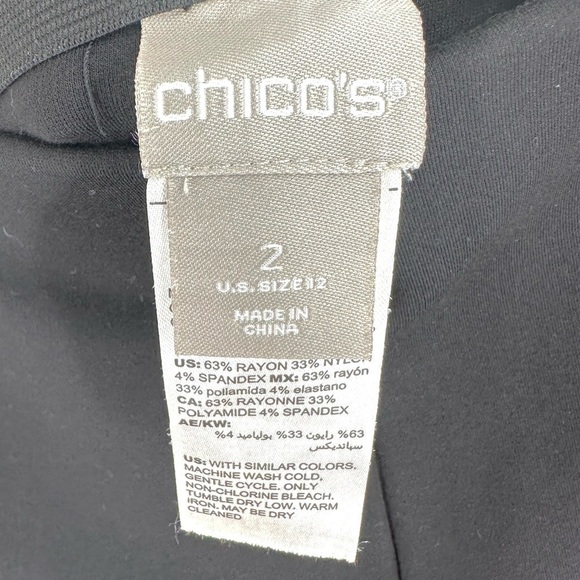 chico's®
2
U.S. SIZE 12
MADE IN
CHINA
US: 63% RAYON 33% NYLON
4% SPANDEX MX: 63% rayón
33% poliamida 4% elastano
CA: 63% RAYONNE 33%
POLYAMIDE 4% SPANDEX
AE/KW:
63% رايون 33% بولياميد 4%
سبانديكس
US: WITH SIMILAR COLORS.
MACHINE WASH COLD,
GENTLE CYCLE. ONLY
NON-CHLORINE BLEACH.
TUMBLE DRY LOW. WARM
IRON. MAY BE DRY
CLEANED